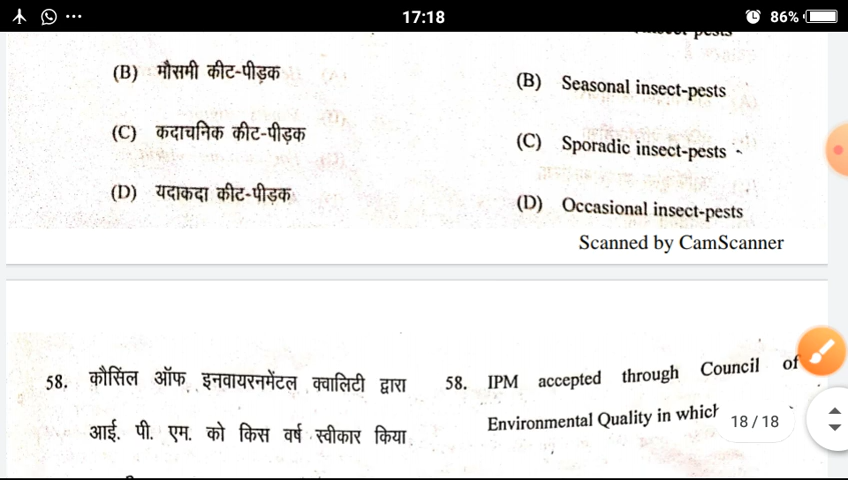 17:18
86%
(B) मौसमी कीट-पीड़क
(C) कदाचनिक कीट-पीड़क
(D) यदाकदा कीट-पीड़क
(B) Seasonal insect-pests
(C) Sporadic insect-pests
(D) Occasional insect-pests
Scanned by CamScanner
58. कौसिंल ऑफ इनवायरनमेंटल क्वालिटी द्वारा
आई. पी. एम. को किस वर्ष स्वीकार किया
58. IPM accepted through Council of
Environmental Quality in which
18 / 18